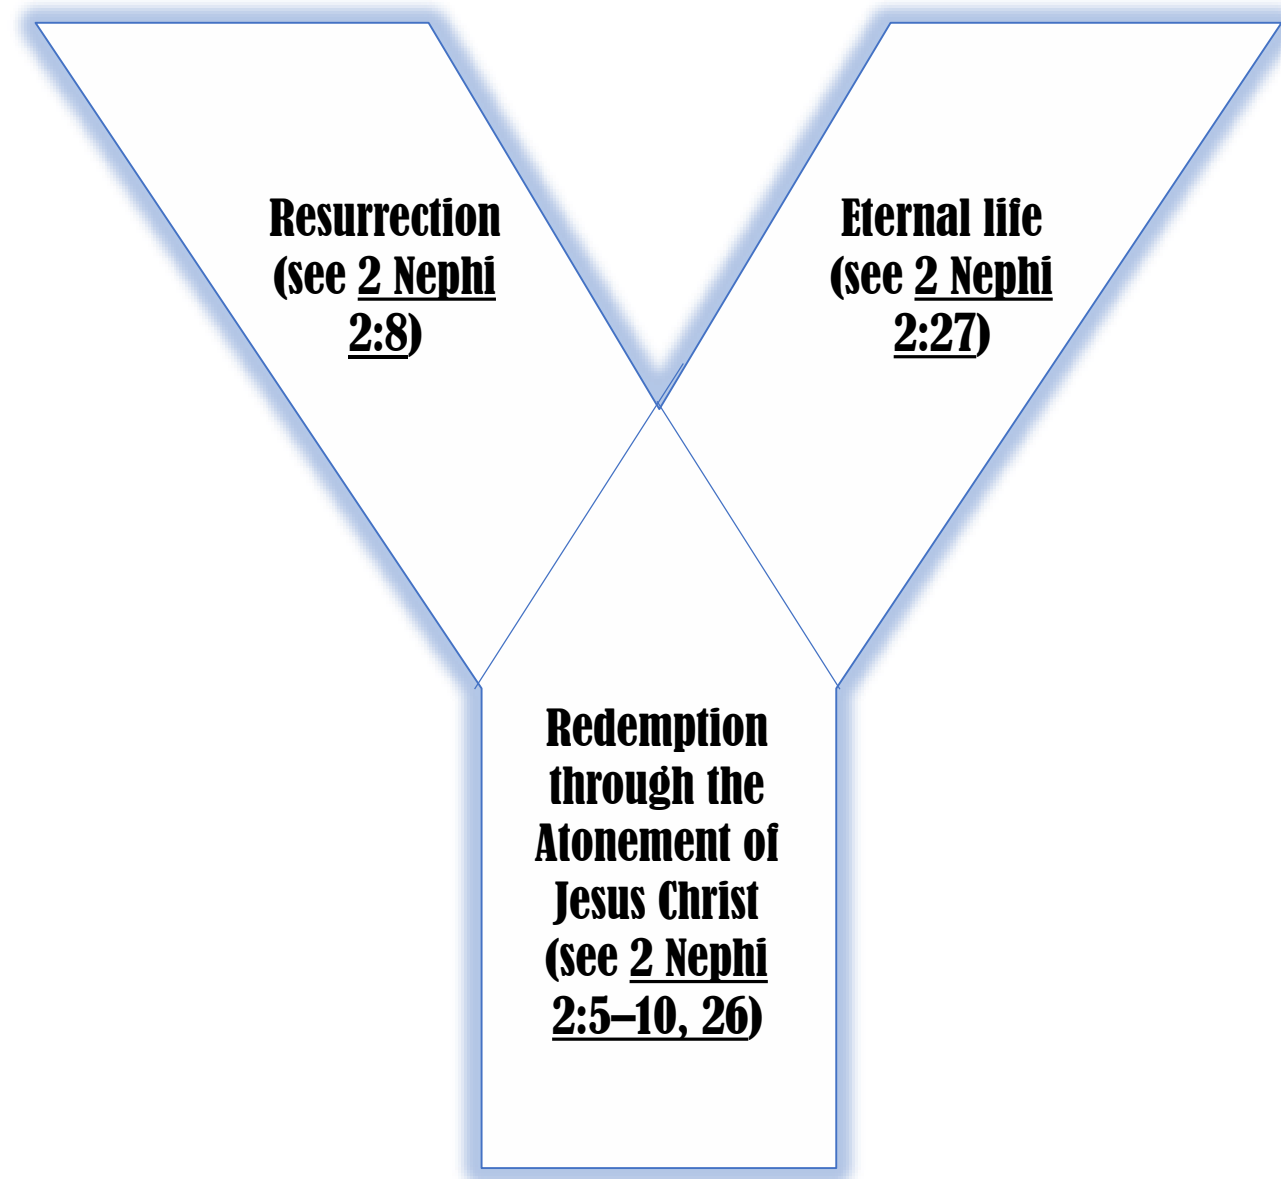 Resurrection
(see 2 Nephi
2:8)
Eternal life
(see 2 Nephi
2:27)
Redemption
through the
Atonement of
Jesus Christ
(see 2 Nephi
2:5–10, 26)